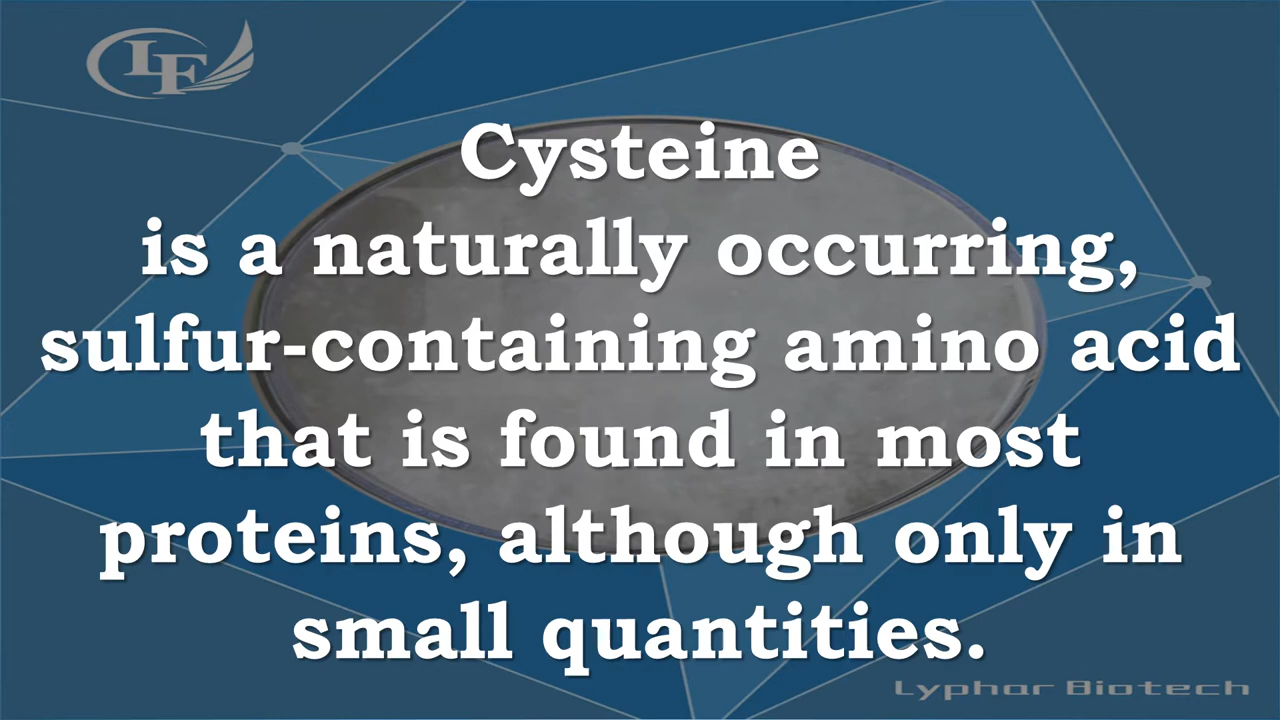 LF
Cysteine
is a naturally occurring,
sulfur-containing amino acid
that is found in most
proteins, although only in
small quantities.
Lyphar Biotech